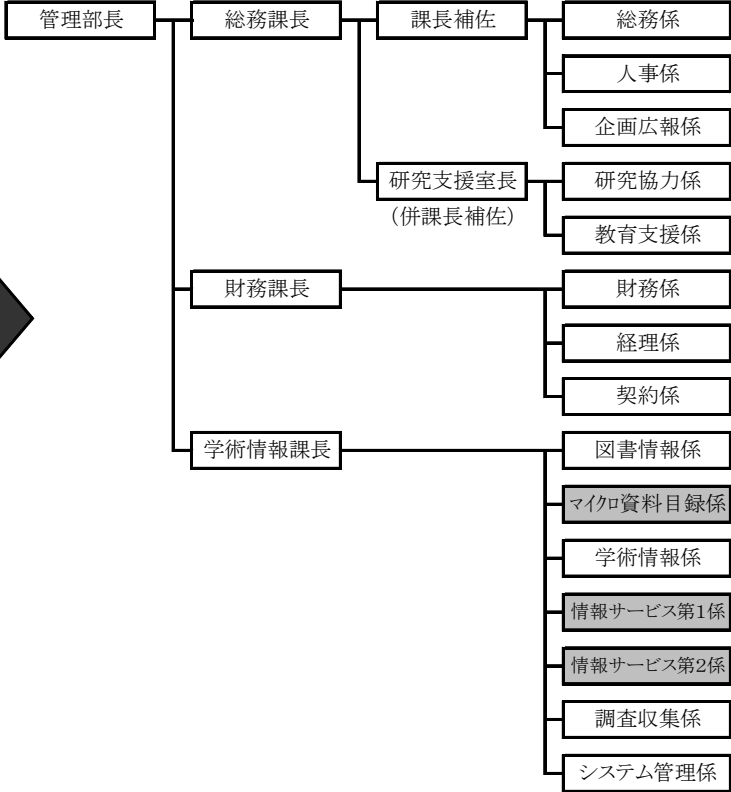 管理部長
総務課長
課長補佐
総務係
人事係
企画広報係
研究支援室長
(併課長補佐)
研究協力係
教育支援係
財務課長
財務係
経理係
契約係
学術情報課長
図書情報係
マイクロ資料目録係
学術情報係
情報サービス第1係
情報サービス第2係
調査収集係
システム管理係